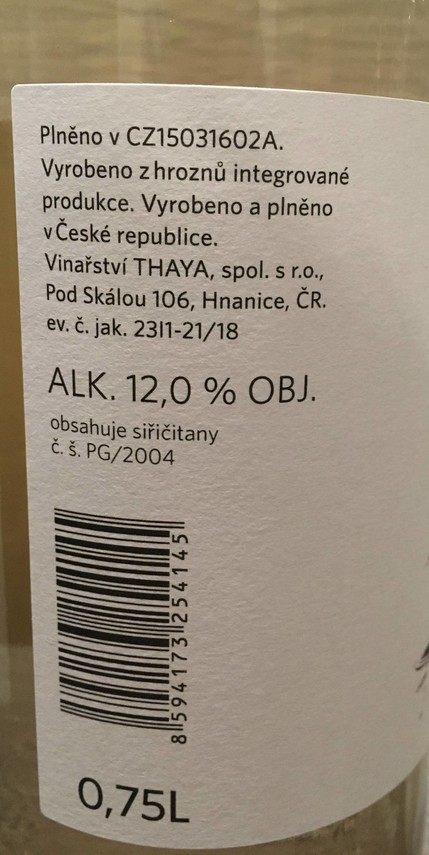 Plněno v CZ15031602A.
Vyrobeno z hroznů integrované
produkce. Vyrobeno a plněno
v České republice.
Vinařství THAYA, spol. s r.o.,
Pod Skálou 106, Hnanice, ČR.
ev. č. jak. 23I1-21/18
ALK. 12,0 % OBJ.
obsahuje siřičitany
č. š. PG/2004
8594173254145
0,75L